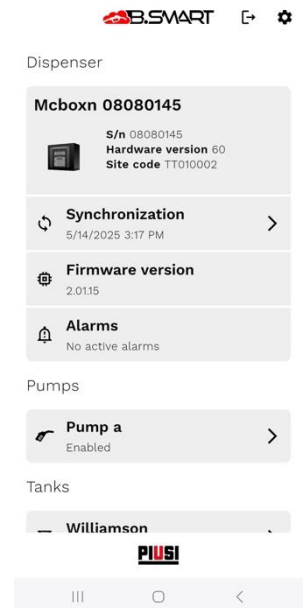 B.SMART
Dispenser
Mcboxn 08080145
S/n 08080145
Hardware version 60
Site code TT010002
Synchronization
5/14/2025 3:17 PM
Firmware version
2.01.15
Alarms
No active alarms
Pumps
Pump a
Enabled
Tanks
Williamson
PIUSI